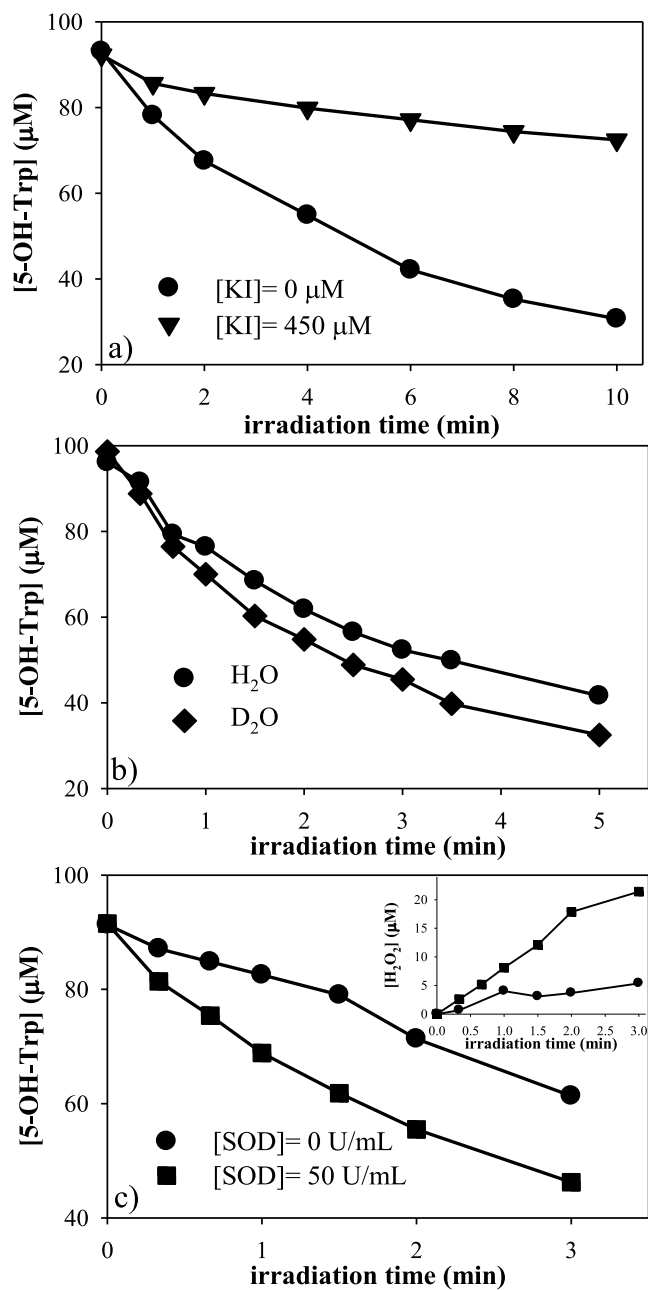 100
80
60
40
20
[5-OH-Trp] (μM)
[KI]= 0 μM
[KI]= 450 μM
a)
0 2 4 6 8 10
irradiation time (min)
100
80
60
40
20
[5-OH-Trp] (μM)
H₂O
D₂O
b)
0 1 2 3 4 5
irradiation time (min)
100
80
60
40
[5-OH-Trp] (μM)
20
15
10
5
0
[H₂O₂] (μM)
0.0 0.5 1.0 1.5 2.0 3.0
irradiation time (min)
[SOD]= 0 U/mL
[SOD]= 50 U/mL
c)
0 1 2 3
irradiation time (min)